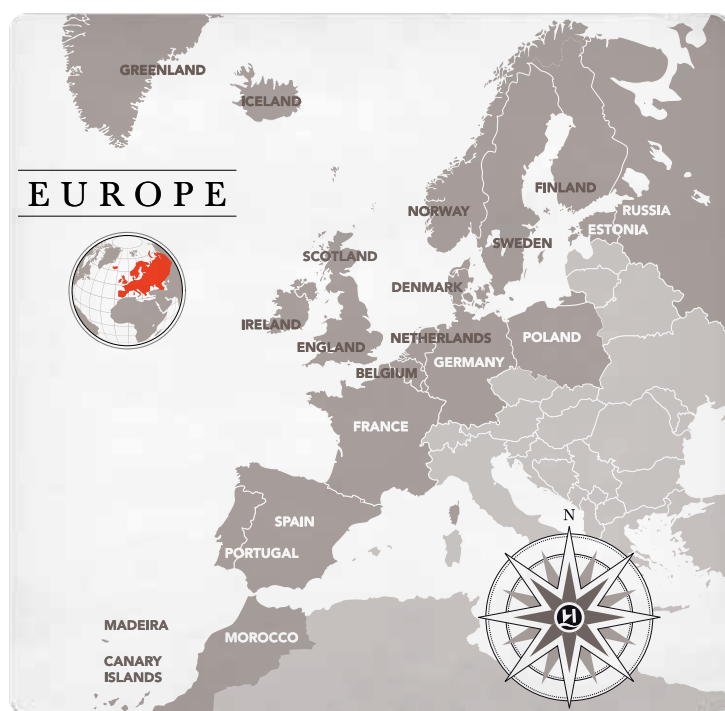 GREENLAND
ICELAND
EUROPE
FINLAND
NORWAY
RUSSIA
ESTONIA
SWEDEN
SCOTLAND
DENMARK
IRELAND
ENGLAND
NETHERLANDS
POLAND
GERMANY
BELGIUM
FRANCE
N
SPAIN
PORTUGAL
MADEIRA
MOROCCO
CANARY
ISLANDS
H